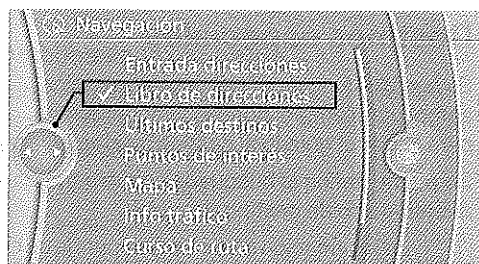 Navegación
Entrada direcciones
Libro de direcciones
Últimos destinos
Puntos de interés
Mapa
Info tráfico
Curso de ruta